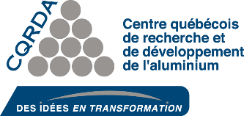 CQRDA
Centre québécois
de recherche et
de développement
de l'aluminium
DES IDÉES EN TRANSFORMATION